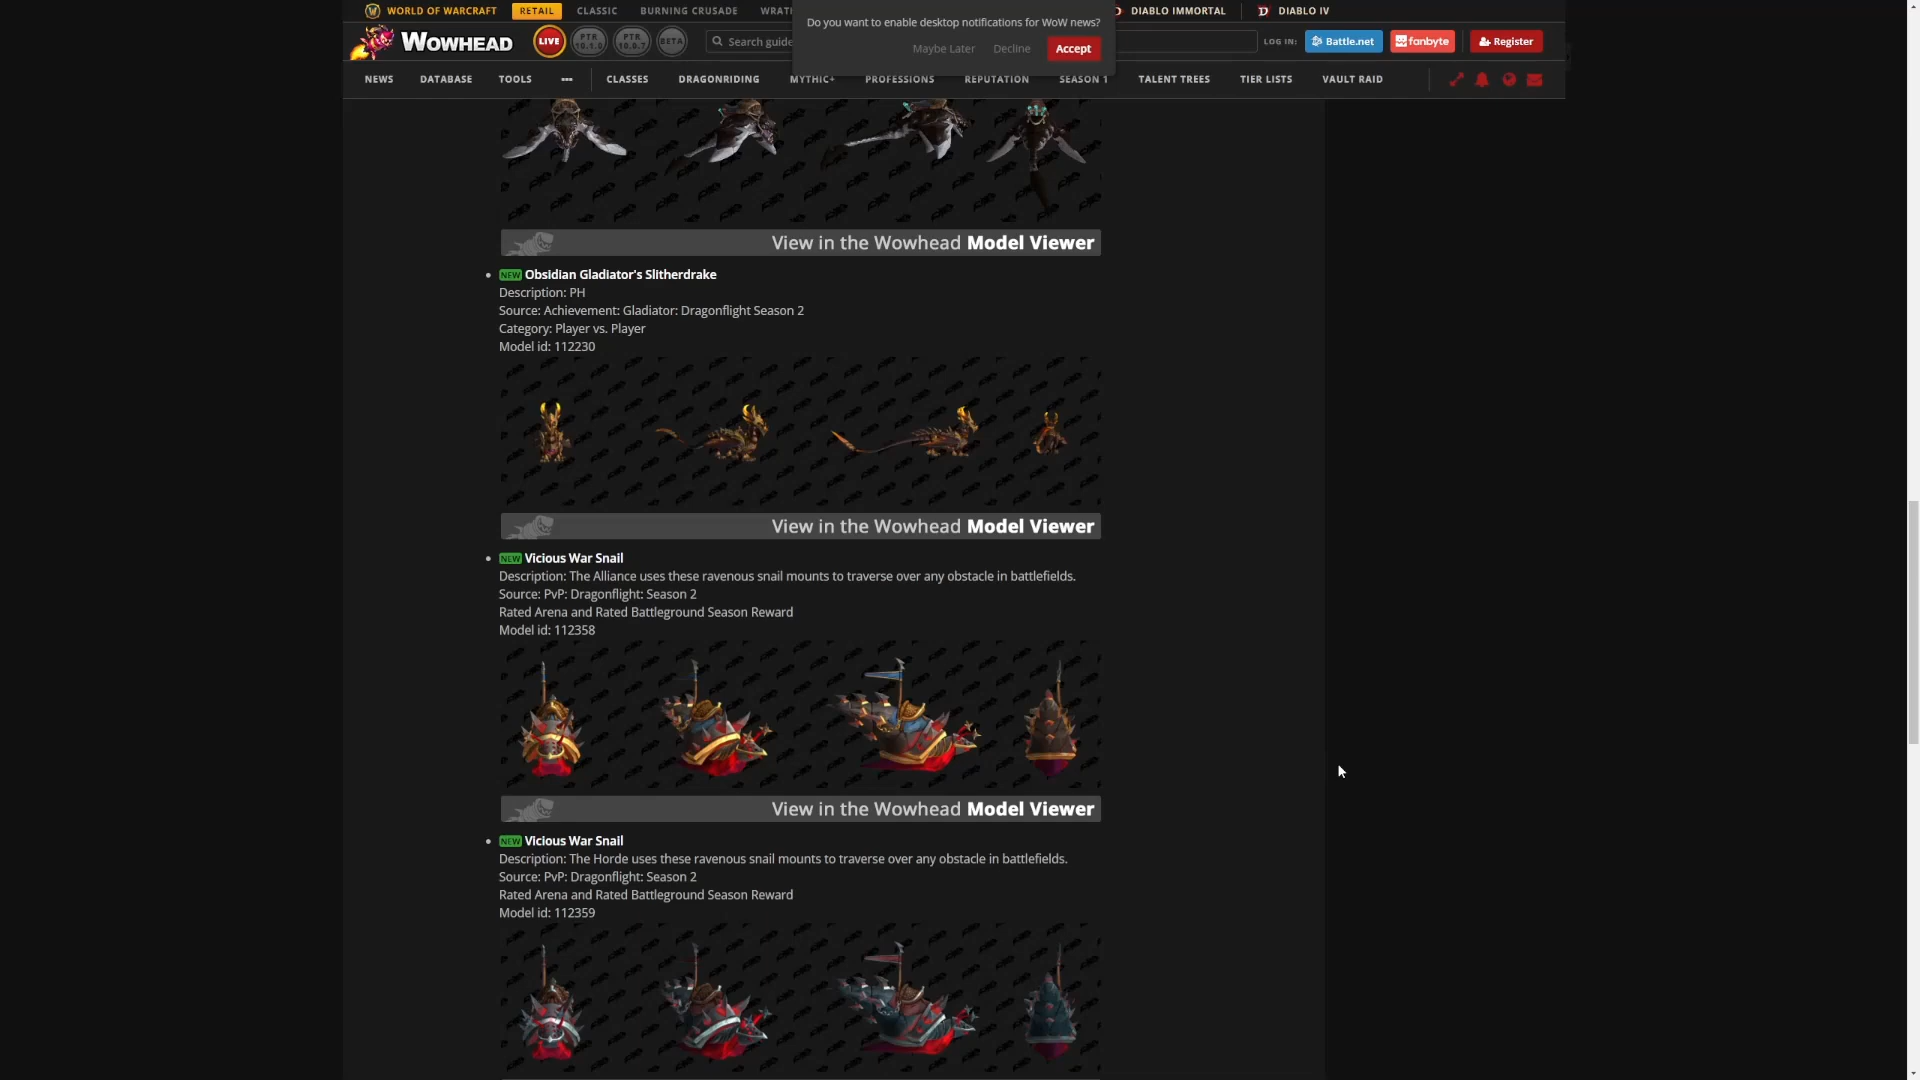 WORLD OF WARCRAFT RETAIL CLASSIC BURNING CRUSADE DIABLO IMMORTAL DIABLO IV
Do you want to enable desktop notifications for WoW news?
Maybe Later Decline Accept
WOWHEAD LIVE PTR 10.1.0 PTR 10.0.7 BETA Search guide LOG IN: Battle.net fanbyte Register
NEWS DATABASE TOOLS ••• CLASSES DRAGONRIDING MYTHIC+ PROFESSIONS REPUTATION SEASON 1 TALENT TREES TIER LISTS VAULT RAID
View in the Wowhead Model Viewer
NEW Obsidian Gladiator's Slitherdrake
Description: PH
Source: Achievement: Gladiator: Dragonflight Season 2
Category: Player vs. Player
Model id: 112230
View in the Wowhead Model Viewer
NEW Vicious War Snail
Description: The Alliance uses these ravenous snail mounts to traverse over any obstacle in battlefields.
Source: PvP: Dragonflight: Season 2
Rated Arena and Rated Battleground Season Reward
Model id: 112358
View in the Wowhead Model Viewer
NEW Vicious War Snail
Description: The Horde uses these ravenous snail mounts to traverse over any obstacle in battlefields.
Source: PvP: Dragonflight: Season 2
Rated Arena and Rated Battleground Season Reward
Model id: 112359